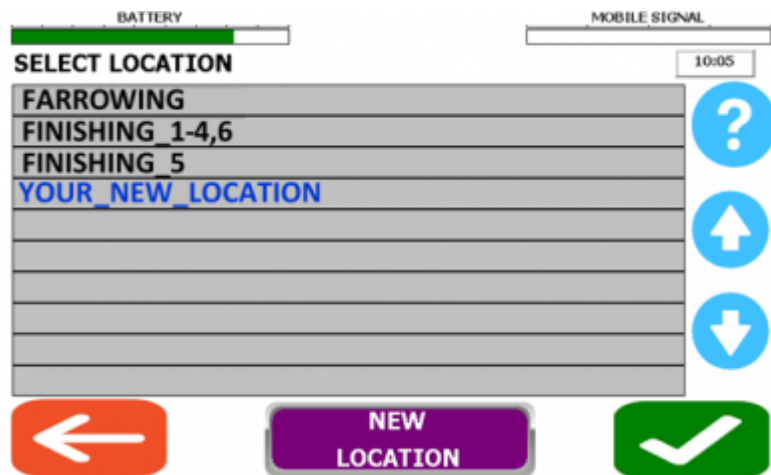 BATTERY
MOBILE SIGNAL
SELECT LOCATION
10:05
FARROWING
FINISHING_1-4,6
FINISHING_5
YOUR_NEW_LOCATION
?
NEW
LOCATION